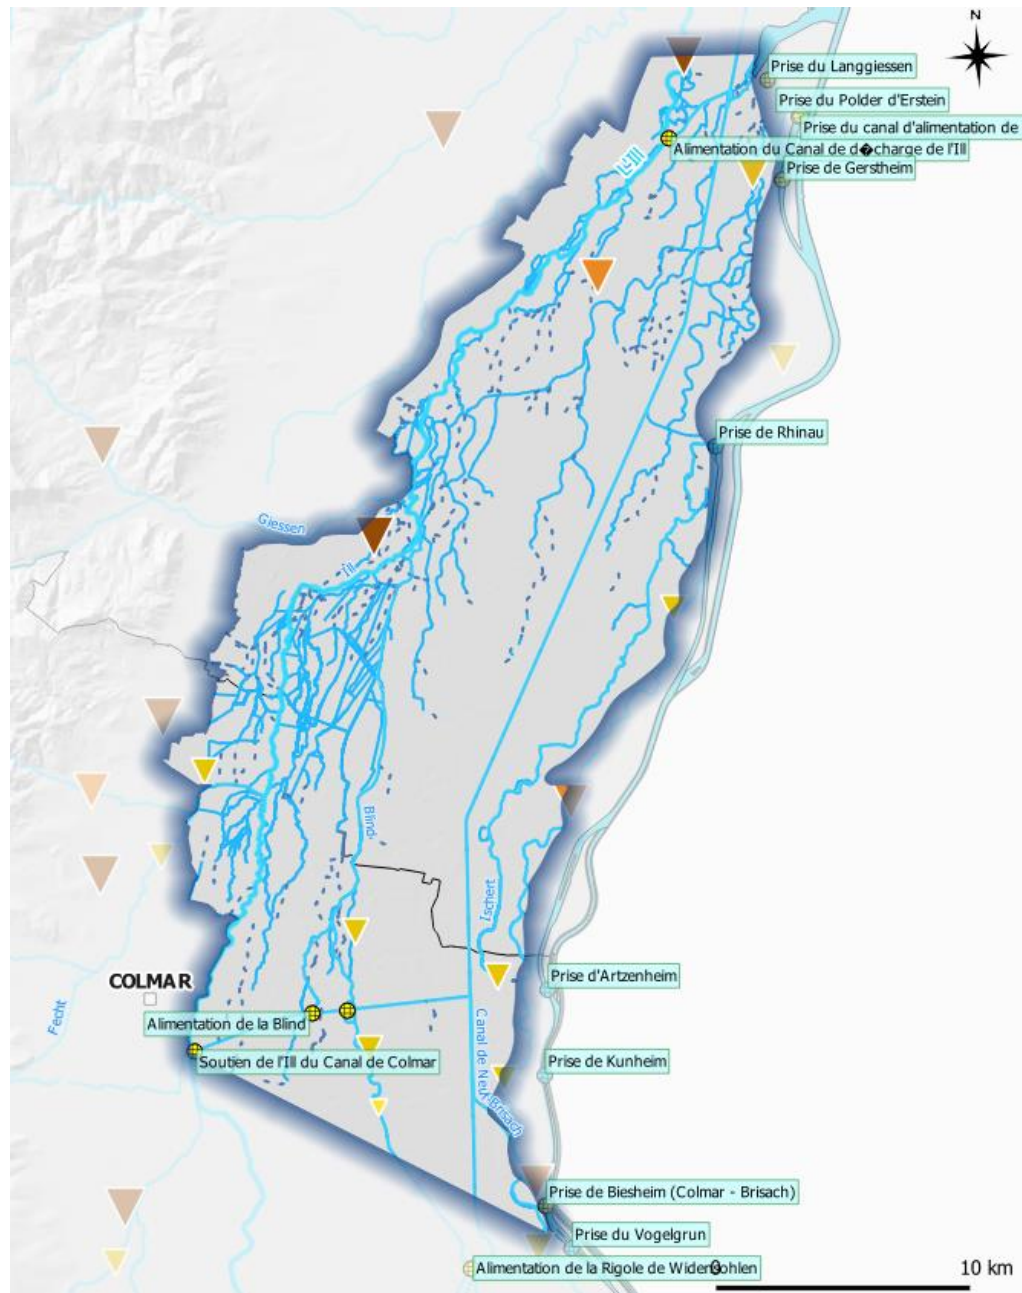 N
Prise du Langgiessen
Prise du Polder d'Erstein
Prise du canal d'alimentation de
Alimentation du Canal de d�charge de l'Ill
Prise de Gerstheim
L'Ill
Prise de Rhinau
Giessen
Ill
Blind
Ischert
Prise d'Artzenheim
COLMAR
Fecht
Alimentation de la Blind
Soutien de l'Ill du Canal de Colmar
Canal de Neuf-Brisach
Prise de Kunheim
Prise de Biesheim (Colmar - Brisach)
Prise du Vogelgrun
Alimentation de la Rigole de Widensohlen
0
10 km